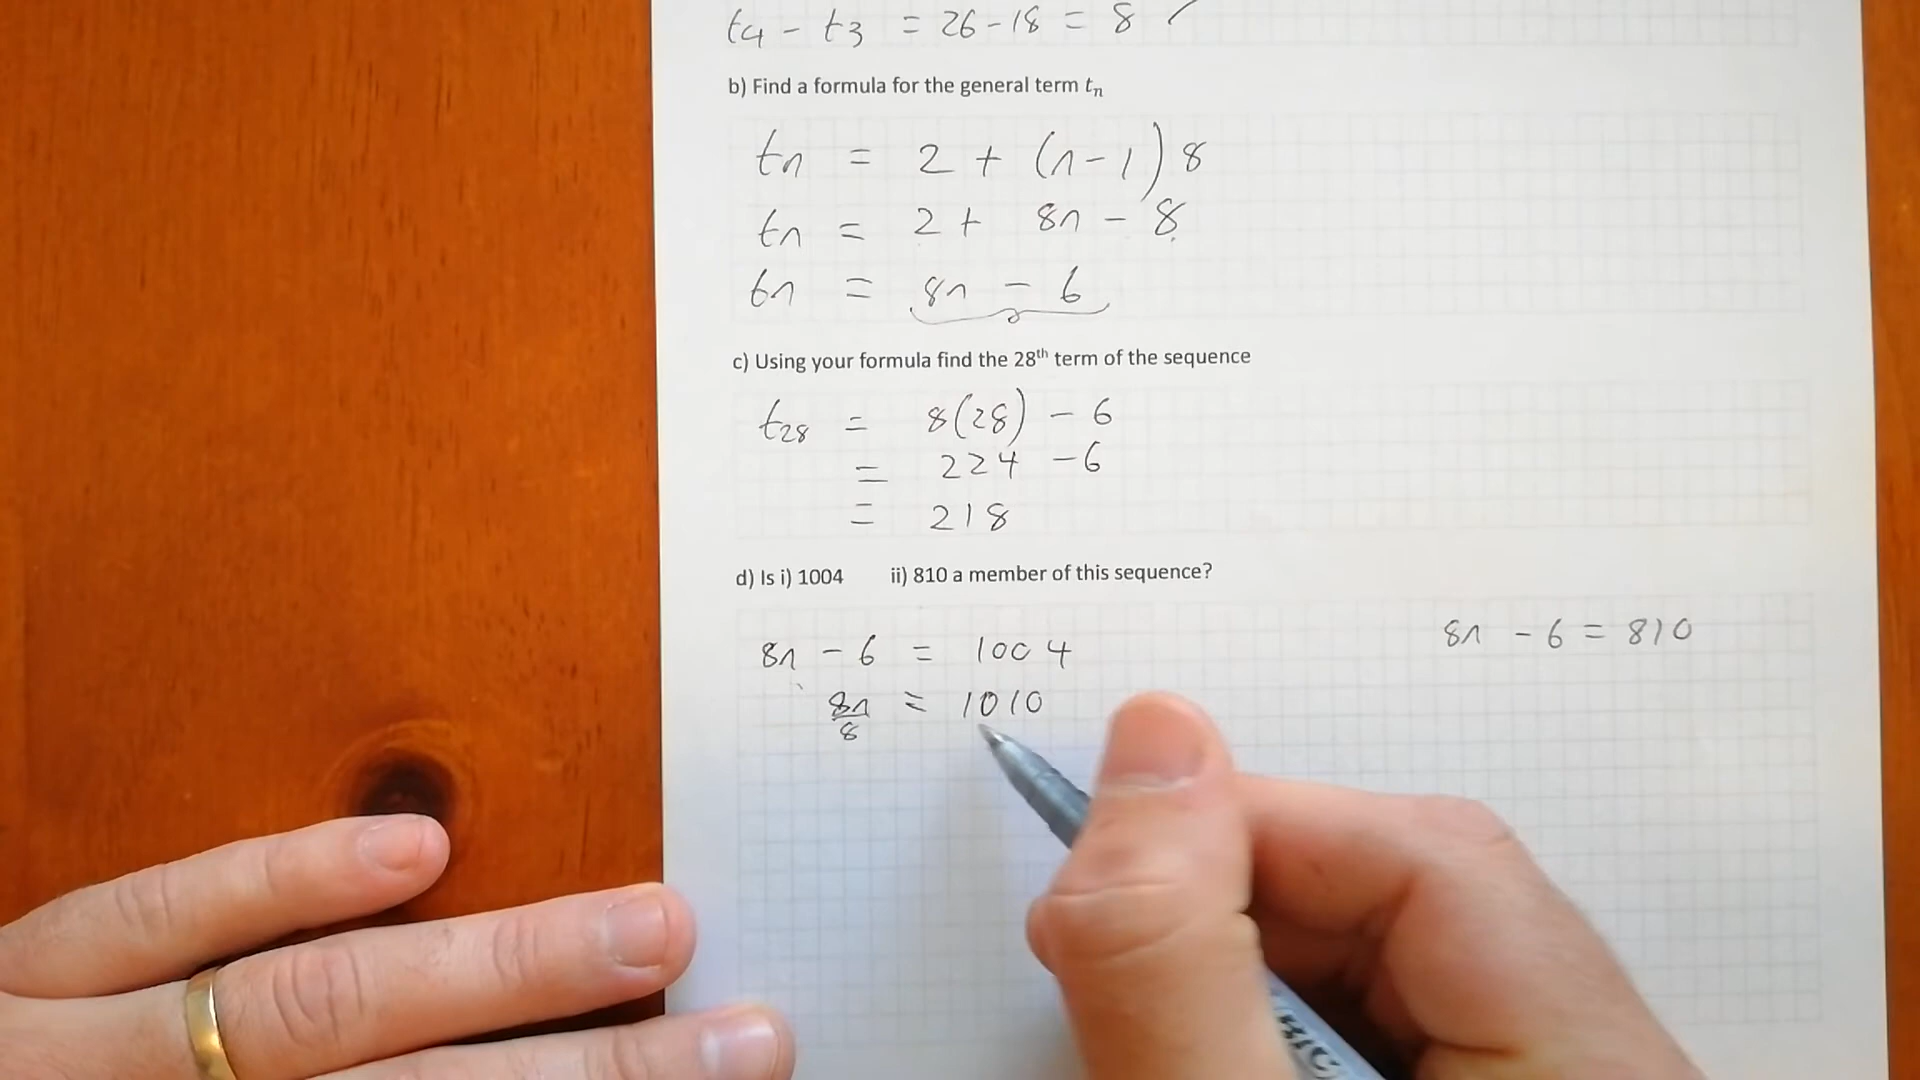 t4 - t3 = 26 - 18 = 8 ✓
b) Find a formula for the general term tn
tn = 2 + (n-1)8
tn = 2 + 8n - 8
tn = 8n - 6
c) Using your formula find the 28th term of the sequence
t28 = 8(28) - 6
= 224 - 6
= 218
d) Is i) 1004 ii) 810 a member of this sequence?
8n - 6 = 1004
8n - 6 = 810
8n/8 = 1010
BIC